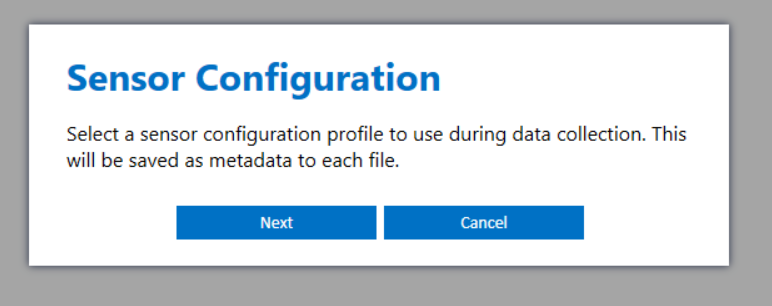 Sensor Configuration
Select a sensor configuration profile to use during data collection. This
will be saved as metadata to each file.
Next
Cancel